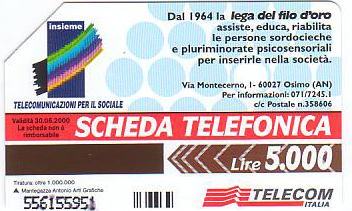 insieme
TELECOMUNICAZIONI PER IL SOCIALE
Dal 1964 la lega del filo d'oro
assiste, educa, riabilita
le persone sordocieche
e pluriminorate psicosensoriali
per inserirle nella società.
Via Montecerno, 1- 60027 Osimo (AN)
Per informazioni: 071/7245.1
c/c Postale n.358606
Validità 30.06.2000
La scheda non è
rimborsabile
SCHEDA TELEFONICA
Lire 5.000
Tiratura: oltre 1.000.000
Mantegazza Antonio Arti Grafiche
556155951
TELECOM
ITALIA